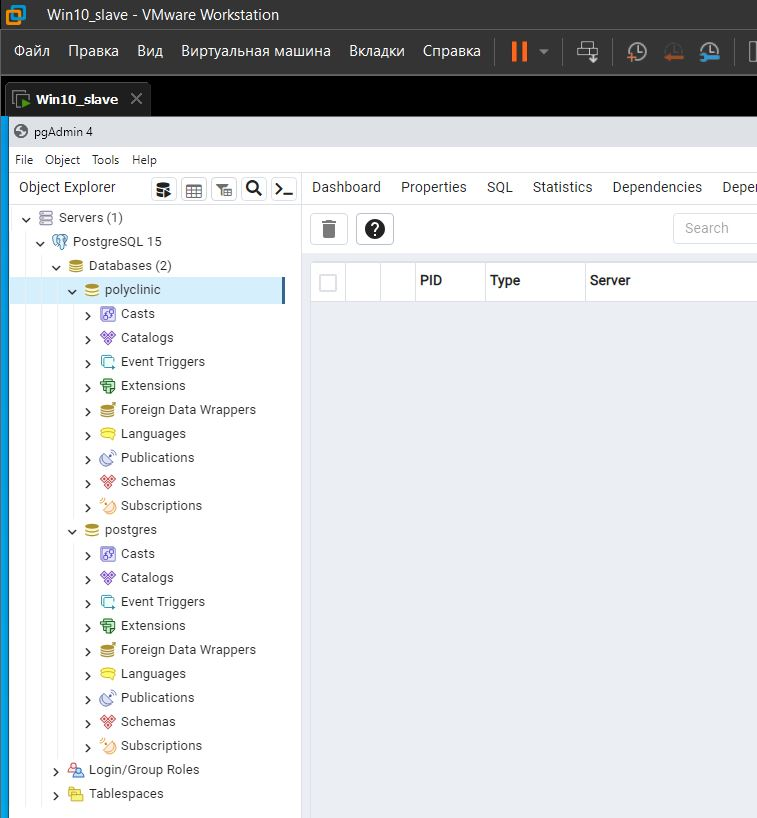 Win10_slave - VMware Workstation
Файл Правка Вид Виртуальная машина Вкладки Справка
Win10_slave
pgAdmin 4
File Object Tools Help
Object Explorer
Dashboard Properties SQL Statistics Dependencies Deper
Servers (1)
Search
PostgreSQL 15
Databases (2)
PID Type Server
polyclinic
Casts
Catalogs
Event Triggers
Extensions
Foreign Data Wrappers
Languages
Publications
Schemas
Subscriptions
postgres
Casts
Catalogs
Event Triggers
Extensions
Foreign Data Wrappers
Languages
Publications
Schemas
Subscriptions
Login/Group Roles
Tablespaces